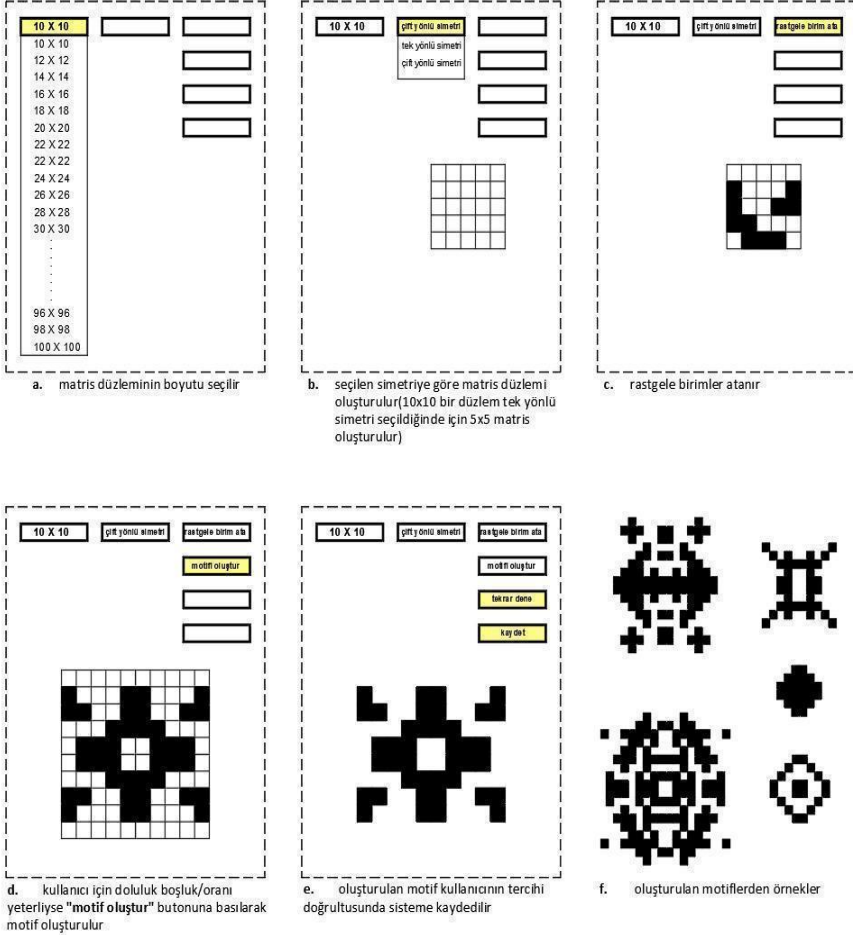 10 X 10
10 X 10
12 X 12
14 X 14
16 X 16
18 X 18
20 X 20
22 X 22
22 X 22
24 X 24
26 X 26
28 X 28
30 X 30
96 X 96
98 X 98
100 X 100
a. matris düzleminin boyutu seçilir
10 X 10
çift yönlü simetri
tek yönlü simetri
çift yönlü simetri
b. seçilen simetriye göre matris düzlemi
oluşturulur(10x10 bir düzlem tek yönlü
simetri seçildiğinde için 5x5 matris
oluşturulur)
10 X 10
çift yönlü simetri
rastgele birim ata
c. rastgele birimler atanır
10 X 10
çift yönlü simetri
rastgele birim ata
motifi oluştur
d. kullanıcı için doluluk boşluk/oranı
yeterliyse "motif oluştur" butonuna basılarak
motif oluşturulur
10 X 10
çift yönlü simetri
rastgele birim ata
motifi oluştur
tekrar dene
kaydet
e. oluşturulan motif kullanıcının tercihi
doğrultusunda sisteme kaydedilir
f. oluşturulan motiflerden örnekler